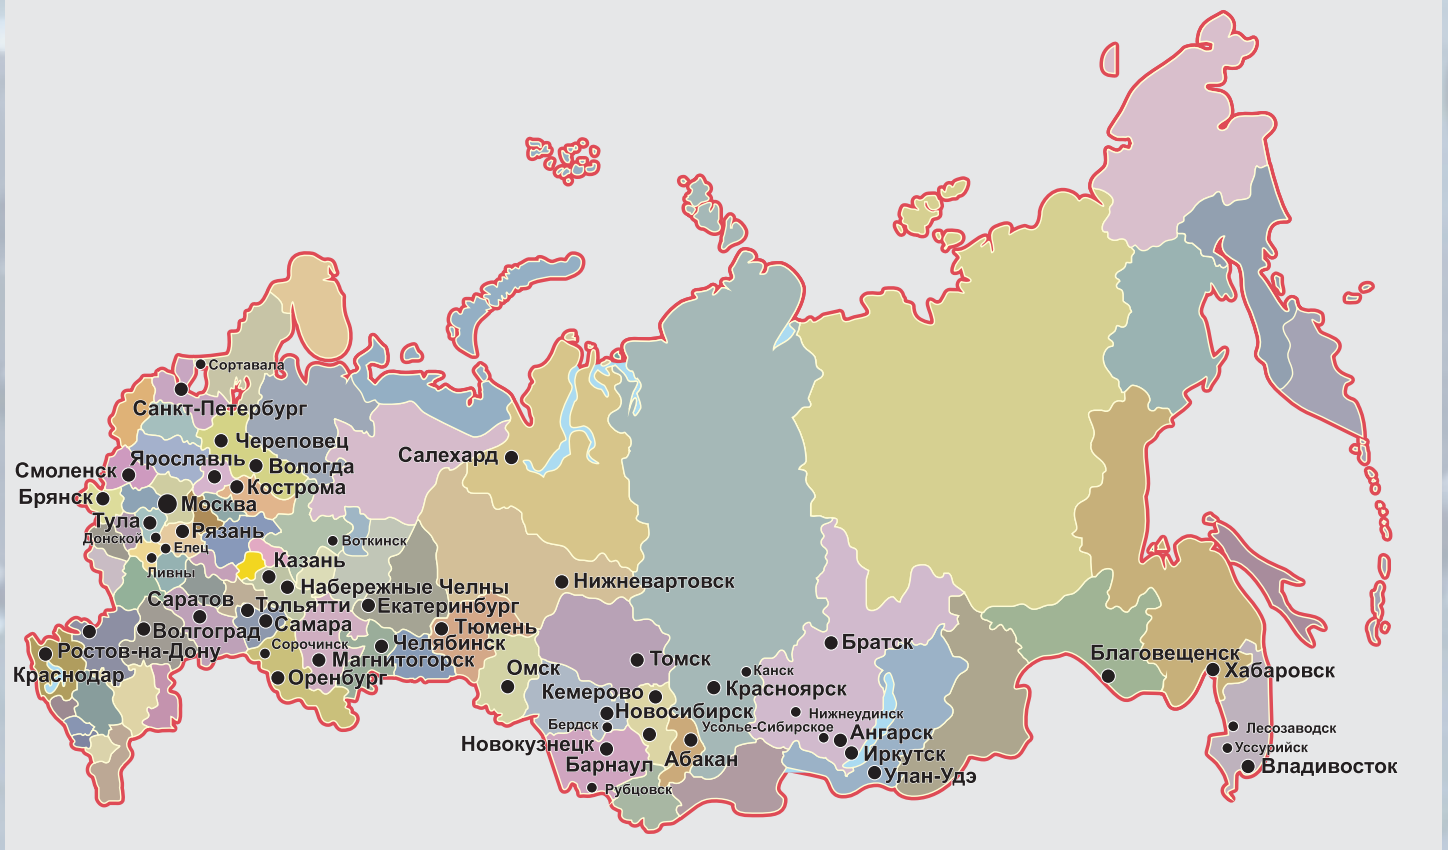 Сортавала
Санкт-Петербург
Череповец
Салехард
Ярославль
Вологда
Смоленск
Кострома
Брянск
Москва
Тула
Рязань
Донской
Елец
Воткинск
Казань
Ливны
Нижневартовск
Набережные Челны
Саратов
Тольятти
Екатеринбург
Самара
Тюмень
Волгоград
Челябинск
Братск
Сорочинск
Ростов-на-Дону
Магнитогорск
Томск
Благовещенск
Омск
Канск
Хабаровск
Краснодар
Оренбург
Кемерово
Красноярск
Новосибирск
Нижнеудинск
Бердск
Усолье-Сибирское
Лесозаводск
Ангарск
Новокузнецк
Уссурийск
Иркутск
Абакан
Барнаул
Владивосток
Улан-Удэ
Рубцовск